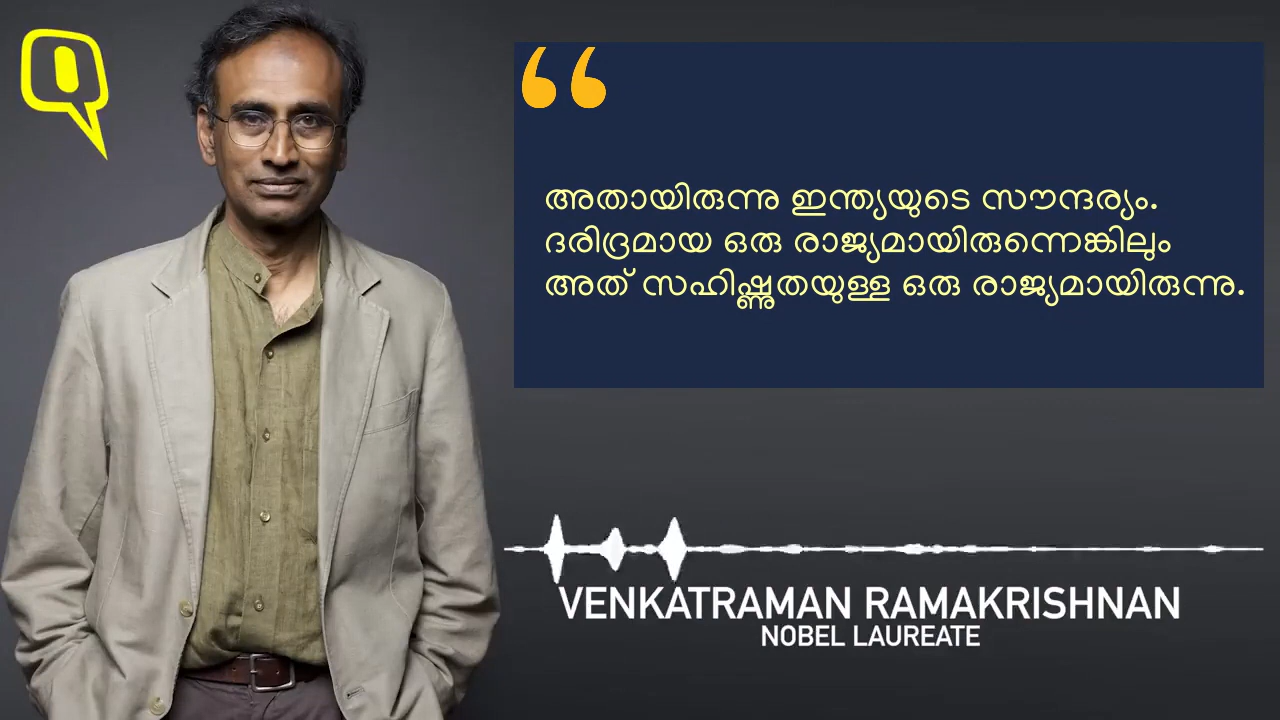 അതായിരുന്നു ഇന്ത്യയുടെ സൗന്ദര്യം.
ദരിദ്രമായ ഒരു രാജ്യമായിരുന്നെങ്കിലും
അത് സഹിഷ്ണുതയുള്ള ഒരു രാജ്യമായിരുന്നു.
VENKATRAMAN RAMAKRISHNAN
NOBEL LAUREATE